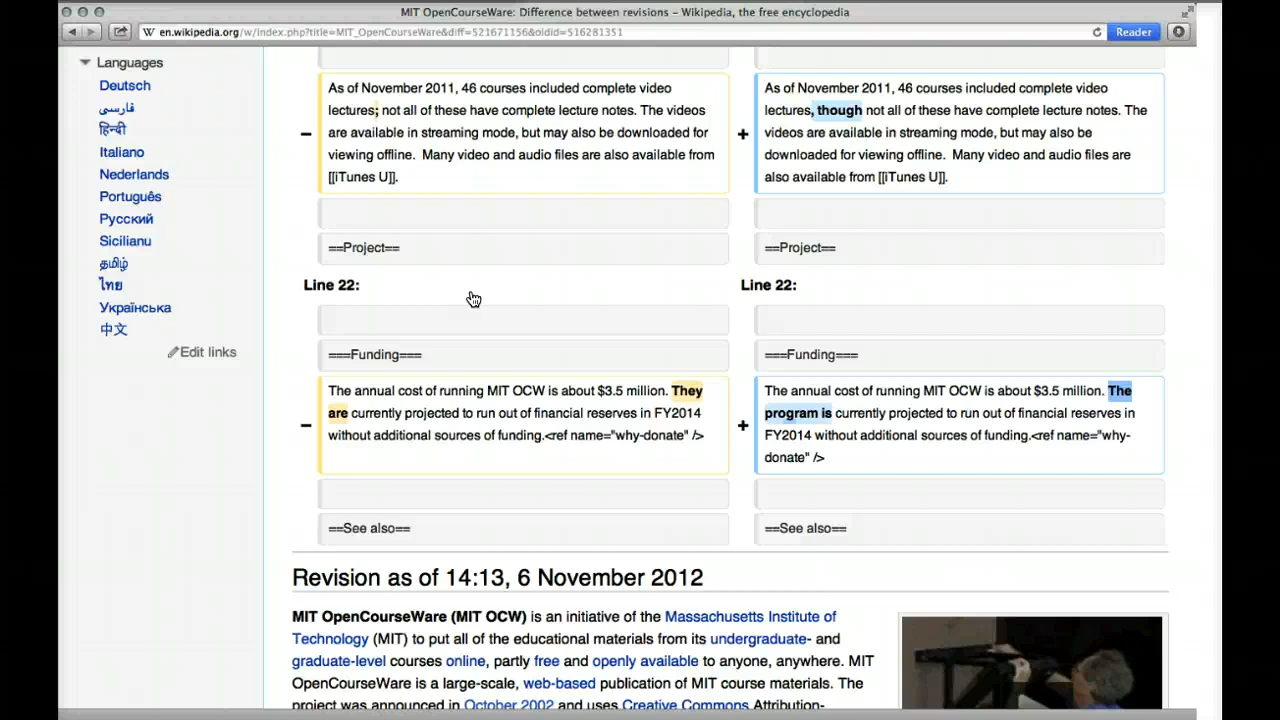 MIT OpenCourseWare: Difference between revisions – Wikipedia, the free encyclopedia
W en.wikipedia.org/w/index.php?title=MIT_OpenCourseWare&diff=521671156&oldid=516281351
Reader
Languages
Deutsch
فارسی
हिन्दी
Italiano
Nederlands
Português
Русский
Sicilianu
தமிழ்
ไทย
Українська
中文
Edit links
As of November 2011, 46 courses included complete video
lectures; not all of these have complete lecture notes. The videos
are available in streaming mode, but may also be downloaded for
viewing offline. Many video and audio files are also available from
[[iTunes U]].
==Project==
Line 22:
===Funding===
The annual cost of running MIT OCW is about $3.5 million. They
are currently projected to run out of financial reserves in FY2014
without additional sources of funding.<ref name="why-donate" />
==See also==
As of November 2011, 46 courses included complete video
lectures, though not all of these have complete lecture notes. The
videos are available in streaming mode, but may also be
downloaded for viewing offline. Many video and audio files are
also available from [[iTunes U]].
==Project==
Line 22:
===Funding===
The annual cost of running MIT OCW is about $3.5 million. The
program is currently projected to run out of financial reserves in
FY2014 without additional sources of funding.<ref name="why-
donate" />
==See also==
Revision as of 14:13, 6 November 2012
MIT OpenCourseWare (MIT OCW) is an initiative of the Massachusetts Institute of
Technology (MIT) to put all of the educational materials from its undergraduate- and
graduate-level courses online, partly free and openly available to anyone, anywhere. MIT
OpenCourseWare is a large-scale, web-based publication of MIT course materials. The
project was announced in October 2002 and uses Creative Commons Attribution-